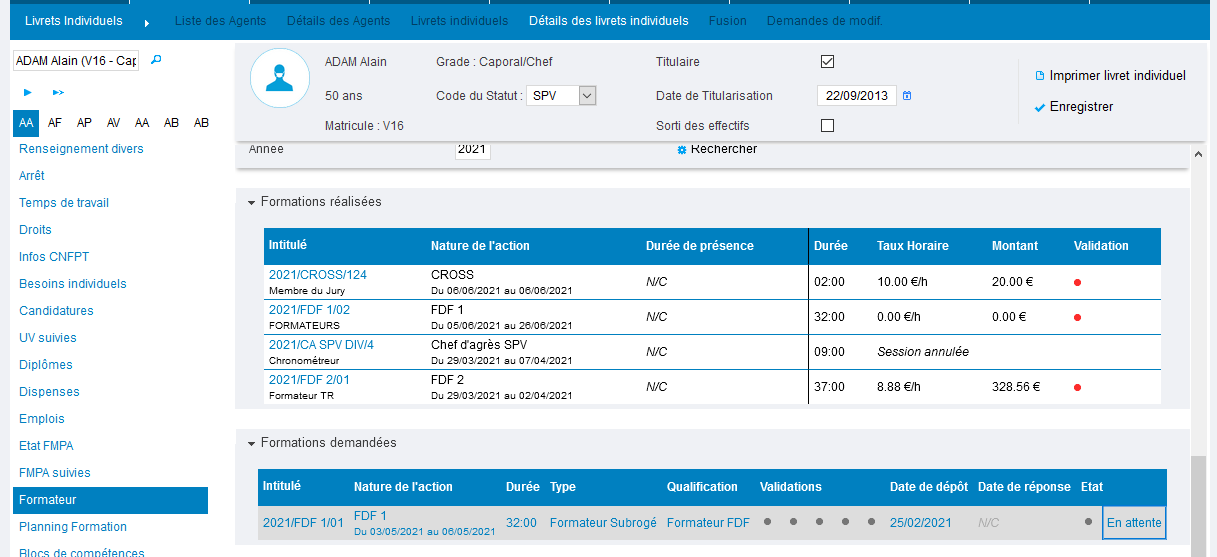 Livrets Individuels
Liste des Agents
Détails des Agents
Livrets individuels
Détails des livrets individuels
Fusion
Demandes de modif.
ADAM Alain (V16 - Cap
AA AF AP AV AA AB AB
Renseignement divers
Arrêt
Temps de travail
Droits
Infos CNFPT
Besoins individuels
Candidatures
UV suivies
Diplômes
Dispenses
Emplois
Etat FMPA
FMPA suivies
Formateur
Planning Formation
Blocs de compétences
ADAM Alain
Grade : Caporal/Chef
Titulaire
50 ans
Code du Statut : SPV
Date de Titularisation 22/09/2013
Matricule : V16
Sorti des effectifs
Imprimer livret individuel
Enregistrer
Année 2021 Rechercher
Formations réalisées
Intitulé Nature de l'action Durée de présence Durée Taux Horaire Montant Validation
2021/CROSS/124 CROSS N/C 02:00 10.00 €/h 20.00 €
Membre du Jury Du 06/06/2021 au 06/06/2021
2021/FDF 1/02 FDF 1 N/C 32:00 0.00 €/h 0.00 €
FORMATEURS Du 05/06/2021 au 26/06/2021
2021/CA SPV DIV/4 Chef d'agrès SPV N/C 09:00 Session annulée
Chronométreur Du 29/03/2021 au 07/04/2021
2021/FDF 2/01 FDF 2 N/C 37:00 8.88 €/h 328.56 €
Formateur TR Du 29/03/2021 au 02/04/2021
Formations demandées
Intitulé Nature de l'action Durée Type Qualification Validations Date de dépôt Date de réponse Etat
2021/FDF 1/01 FDF 1 32:00 Formateur Subrogé Formateur FDF 25/02/2021 N/C En attente
Du 03/05/2021 au 06/05/2021